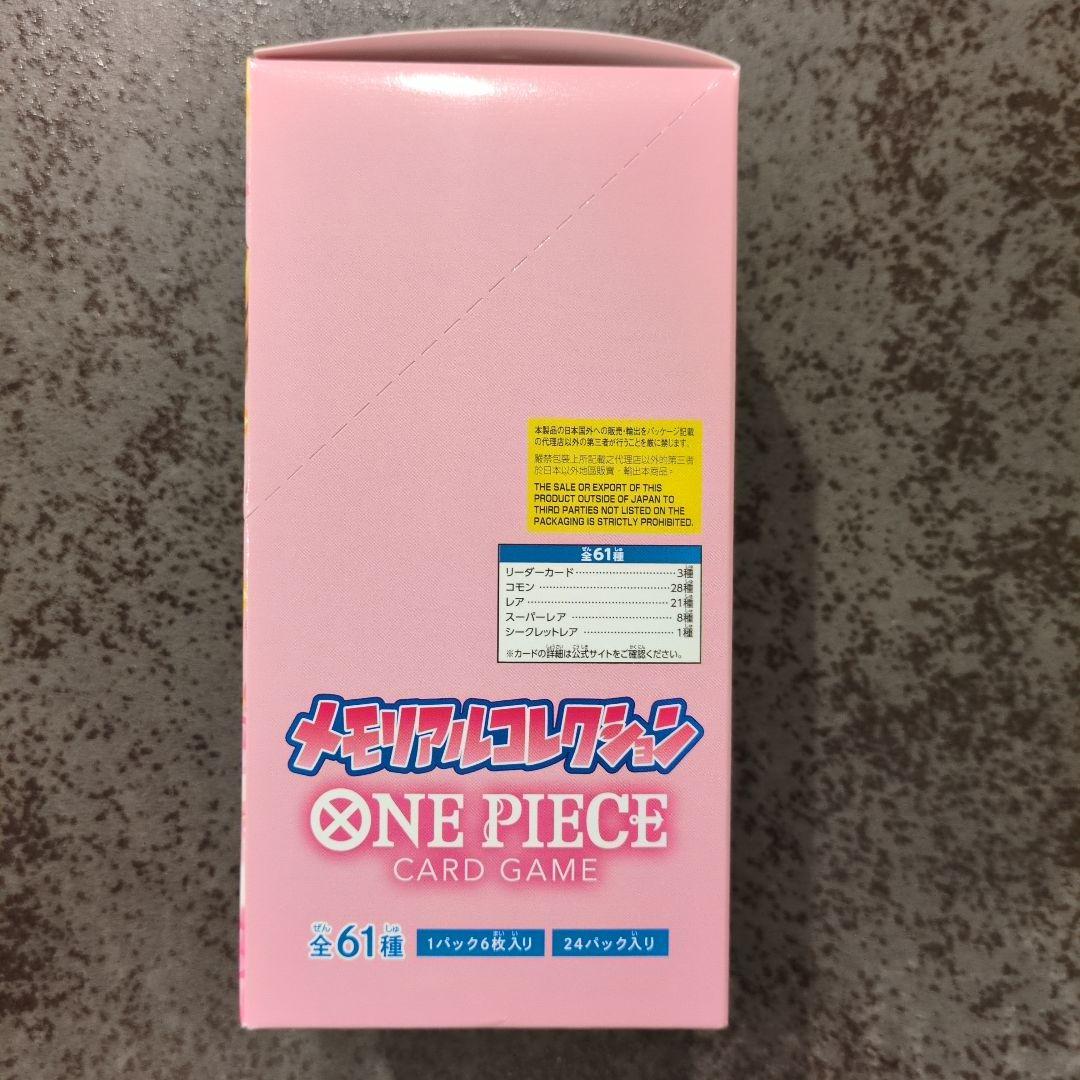 本製品の日本国外への販売・輸出をパッケージ記載
の代理店以外の第三者が行うことを厳に禁じます。
嚴禁包裝上所記載之代理店以外的第三者
於日本以外地區販賣・輸出本商品。
THE SALE OR EXPORT OF THIS
PRODUCT OUTSIDE OF JAPAN TO
THIRD PARTIES NOT LISTED ON THE
PACKAGING IS STRICTLY PROHIBITED.
全61種
リーダーカード 3種
コモン 28種
レア 21種
スーパーレア 8種
シークレットレア 1種
※カードの詳細は公式サイトをご確認ください。
メモリアルコレクション
ONE PIECE
CARD GAME
全61種 1パック6枚入り 24パック入り